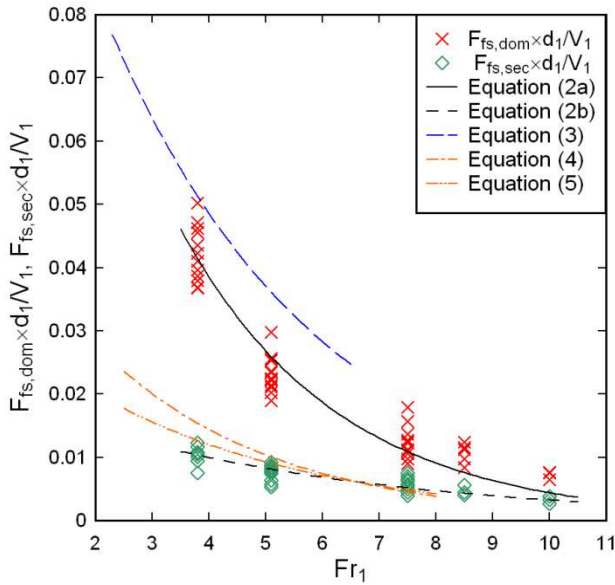 0.08
0.07
0.06
0.05
0.04
0.03
0.02
0.01
0
2 3 4 5 6 7 8 9 10 11
Ffs,dom×d1/V1, Ffs,sec×d1/V1
Fr1
Ffs,dom×d1/V1
Ffs,sec×d1/V1
Equation (2a)
Equation (2b)
Equation (3)
Equation (4)
Equation (5)